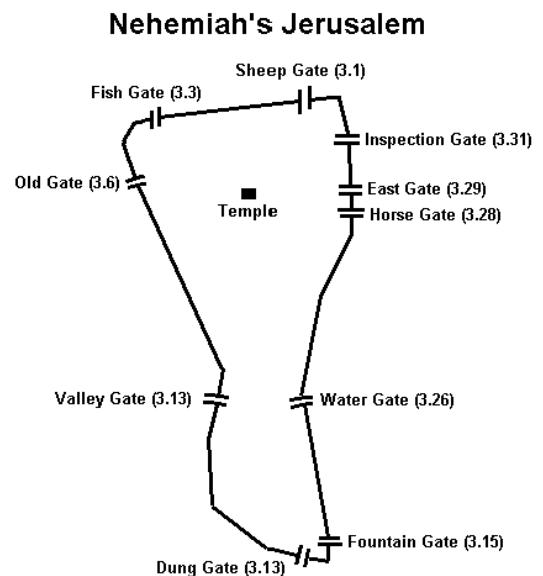 Nehemiah's Jerusalem
Sheep Gate (3.1)
Fish Gate (3.3)
Inspection Gate (3.31)
Old Gate (3.6)
East Gate (3.29)
Temple
Horse Gate (3.28)
Valley Gate (3.13)
Water Gate (3.26)
Fountain Gate (3.15)
Dung Gate (3.13)